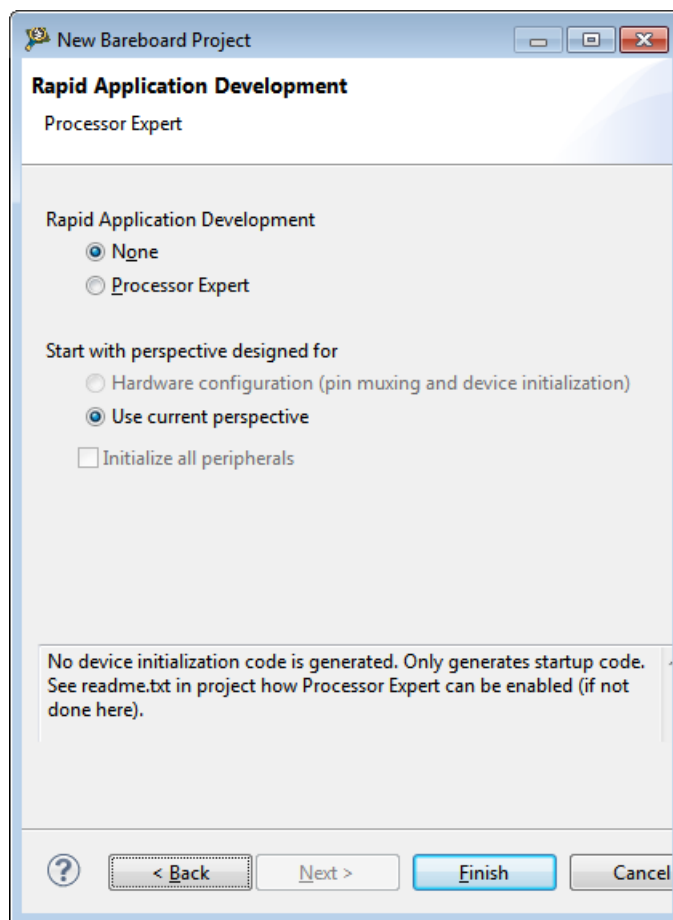 New Bareboard Project
Rapid Application Development
Processor Expert
Rapid Application Development
None
Processor Expert
Start with perspective designed for
Hardware configuration (pin muxing and device initialization)
Use current perspective
Initialize all peripherals
No device initialization code is generated. Only generates startup code.
See readme.txt in project how Processor Expert can be enabled (if not
done here).
? < Back Next > Finish Cancel